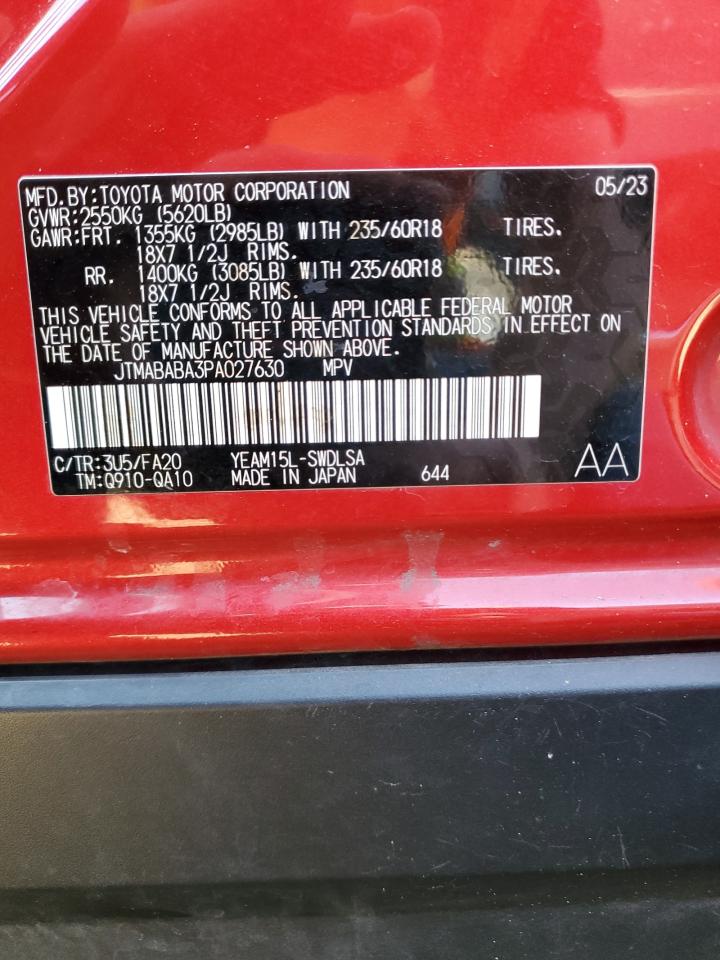 MFD.BY:TOYOTA MOTOR CORPORATION 05/23
GVWR:2550KG (5620LB)
GAWR:FRT. 1355KG (2985LB) WITH 235/60R18 TIRES.
18X7 1/2J RIMS.
RR. 1400KG (3085LB) WITH 235/60R18 TIRES.
18X7 1/2J RIMS.
THIS VEHICLE CONFORMS TO ALL APPLICABLE FEDERAL MOTOR
VEHICLE SAFETY AND THEFT PREVENTION STANDARDS IN EFFECT ON
THE DATE OF MANUFACTURE SHOWN ABOVE.
JTMABABA3PA027630 MPV
C/TR:3U5/FA20 YEAM15L-SWDLSA AA
TM:Q910-QA10 MADE IN JAPAN 644